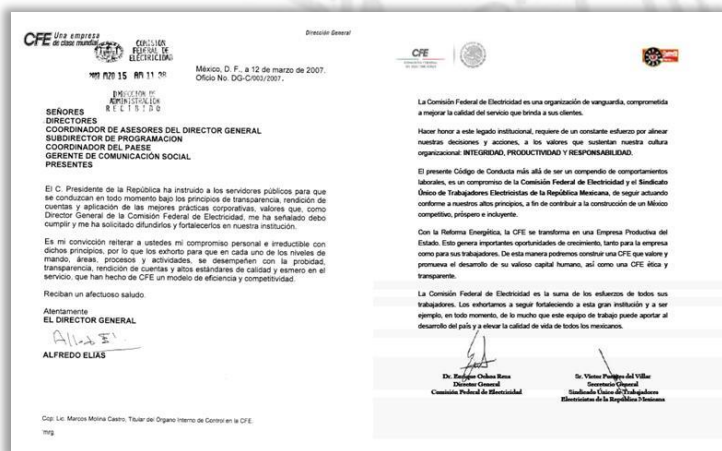 Dirección General
CFE Una empresa
de clase mundial
COMISION
FEDERAL DE
ELECTRICIDAD
México, D. F., a 12 de marzo de 2007.
Oficio No. DG-C/003/2007.
DIRECCION DE
ADMINISTRACION
RECIBIDO
SEÑORES
DIRECTORES
COORDINADOR DE ASESORES DEL DIRECTOR GENERAL
SUBDIRECTOR DE PROGRAMACION
COORDINADOR DEL PAESE
GERENTE DE COMUNICACIÓN SOCIAL
PRESENTES
El C. Presidente de la República ha instruido a los servidores públicos para que
se conduzcan en todo momento bajo los principios de transparencia, rendición de
cuentas y aplicación de las mejores prácticas corporativas, valores que, como
Director General de la Comisión Federal de Electricidad, me ha señalado debo
cumplir y me ha solicitado difundirlos y fortalecerlos en nuestra institución.
Es mi convicción reiterar a ustedes mi compromiso personal e irreductible con
dichos principios, por lo que los exhorto para que en cada uno de los niveles de
mando, áreas, procesos y actividades, se desempeñen con la probidad,
transparencia, rendición de cuentas y altos estándares de calidad y esmero en el
servicio, que han hecho de CFE un modelo de eficiencia y competitividad.
Reciban un afectuoso saludo.
Atentamente
EL DIRECTOR GENERAL
ALFREDO ELIAS
Ccp. Lic. Marcos Molina Castro, Titular del Órgano Interno de Control en la CFE.
'mrg
CFE
La Comisión Federal de Electricidad es una organización de vanguardia, comprometida
a mejorar la calidad del servicio que brinda a sus clientes.
Hacer honor a este legado institucional, requiere de un constante esfuerzo por alinear
nuestras decisiones y acciones, a los valores que sustentan nuestra cultura
organizacional: INTEGRIDAD, PRODUCTIVIDAD Y RESPONSABILIDAD.
El presente Código de Conducta más allá de ser un compendio de comportamientos
laborales, es un compromiso de la Comisión Federal de Electricidad y el Sindicato
Único de Trabajadores Electricistas de la República Mexicana, de seguir actuando
conforme a nuestros altos principios, a fin de contribuir a la construcción de un México
competitivo, próspero e incluyente.
Con la Reforma Energética, la CFE se transforma en una Empresa Productiva del
Estado. Esto genera importantes oportunidades de crecimiento, tanto para la empresa
como para sus trabajadores. De esta manera podremos construir una CFE que valore y
promueva el desarrollo de su valioso capital humano, así como una CFE ética y
transparente.
La Comisión Federal de Electricidad es la suma de los esfuerzos de todos sus
trabajadores. Los exhortamos a seguir fortaleciendo a esta gran institución y a ser
ejemplo, en todo momento, de lo mucho que este equipo de trabajo puede aportar al
desarrollo del país y a elevar la calidad de vida de todos los mexicanos.
Dr. Enrique Ochoa Reza
Director General
Comisión Federal de Electricidad
Sr. Víctor Fuentes del Villar
Secretario General
Sindicado Único de Trabajadores
Electricistas de la República Mexicana